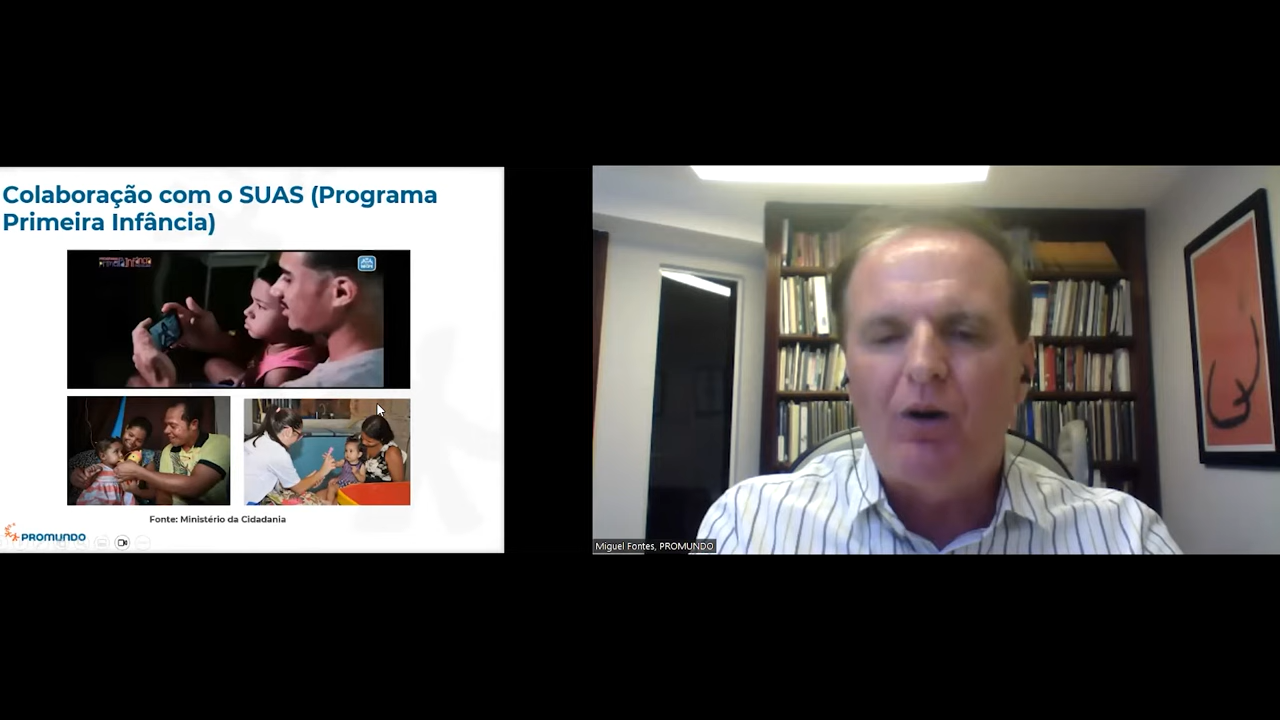 Colaboração com o SUAS (Programa
Primeira Infância)
Fonte: Ministério da Cidadania
PROMUNDO
Miguel Fontes, PROMUNDO